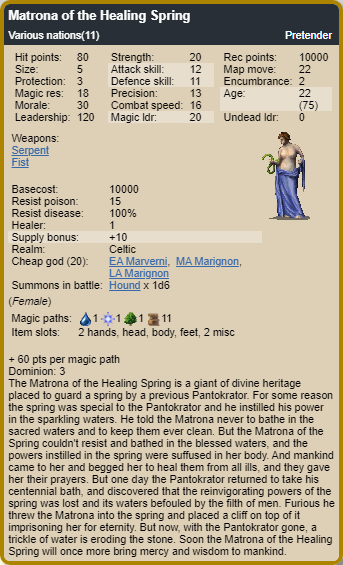 Matrona of the Healing Spring
Various nations(11) Pretender
Hit points: 80 Strength: 20 Rec points: 10000
Size: 5 Attack skill: 12 Map move: 22
Protection: 3 Defence skill: 11 Encumbrance: 2
Magic res: 18 Precision: 13 Age: 22
Morale: 30 Combat speed: 16 (75)
Leadership: 120 Magic ldr: 20 Undead ldr: 0
Weapons:
Serpent
Fist
Basecost: 10000
Resist poison: 15
Resist disease: 100%
Healer: 1
Supply bonus: +10
Realm: Celtic
Cheap god (20): EA Marverni, MA Marignon,
LA Marignon
Summons in battle: Hound x 1d6
(Female)
Magic paths: 1 1 1 11
Item slots: 2 hands, head, body, feet, 2 misc
+ 60 pts per magic path
Dominion: 3
The Matrona of the Healing Spring is a giant of divine heritage
placed to guard a spring by a previous Pantokrator. For some reason
the spring was special to the Pantokrator and he instilled his power
in the sparkling waters. He told the Matrona never to bathe in the
sacred waters and to keep them ever clean. But the Matrona of the
Spring couldn't resist and bathed in the blessed waters, and the
powers instilled in the spring were suffused in her body. And mankind
came to her and begged her to heal them from all ills, and they gave
her their prayers. But one day the Pantokrator returned to take his
centennial bath, and discovered that the reinvigorating powers of the
spring was lost and its waters befouled by the filth of men. Furious he
threw the Matrona into the spring and placed a cliff on top of it
imprisoning her for eternity. But now, with the Pantokrator gone, a
trickle of water is eroding the stone. Soon the Matrona of the Healing
Spring will once more bring mercy and wisdom to mankind.